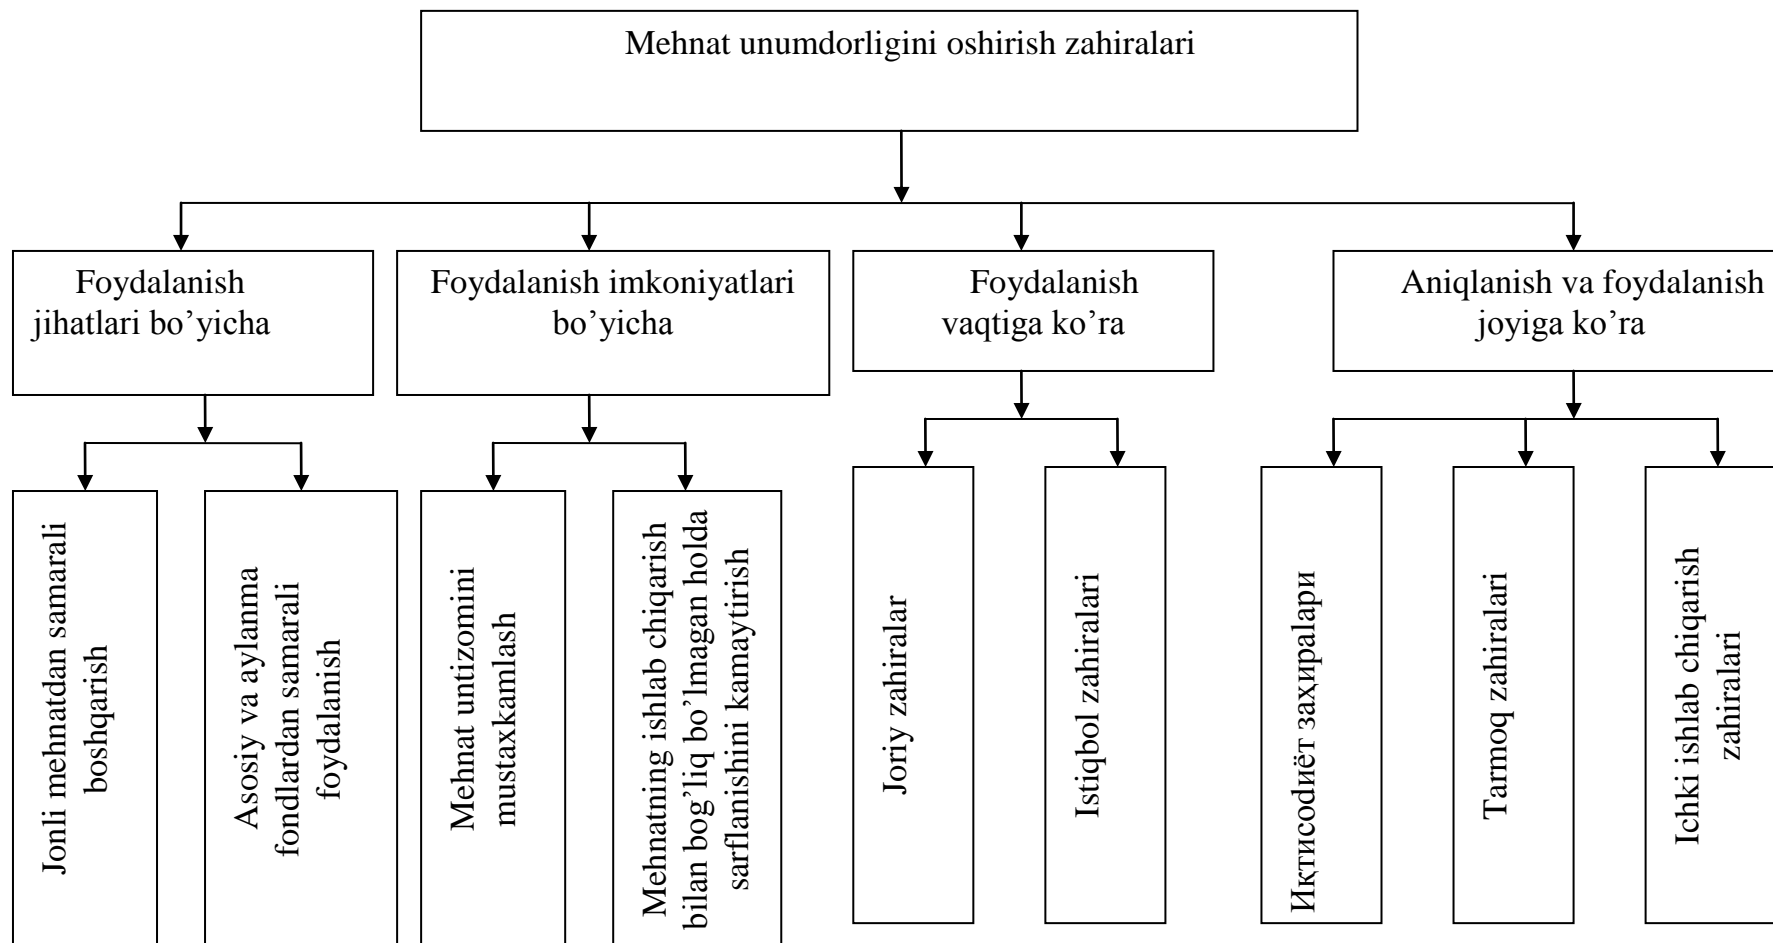 Mehnat unumdorligini oshirish zahiralari
Foydalanish
jihatlari bo’yicha
Foydalanish imkoniyatlari
bo’yicha
Foydalanish
vaqtiga ko’ra
Aniqlanish va foydalanish
joyiga ko’ra
Jonli mehnatdan samarali
boshqarish
Asosiy va aylanma
fondlardan samarali
foydalanish
Mehnat untizomini
mustaxkamlash
Mehnatning ishlab chiqarish
bilan bog’liq bo’lmagan holda
sarflanishini kamaytirish
Joriy zahiralar
Istiqbol zahiralari
Иқтисодиёт заҳиралари
Tarmoq zahiralari
Ichki ishlab chiqarish
zahiralari